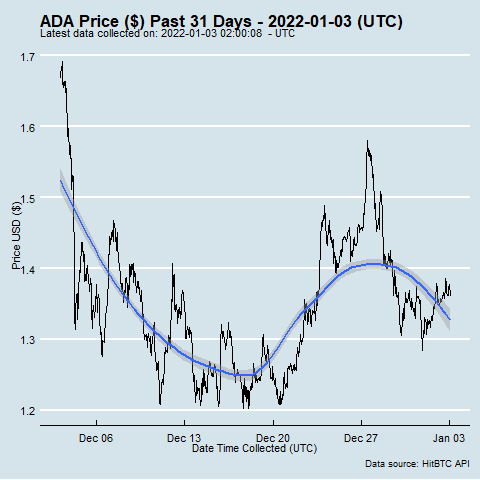 ADA Price ($) Past 31 Days - 2022-01-03 (UTC)
Latest data collected on: 2022-01-03 02:00:08 - UTC
1.7
1.6
1.5
1.4
1.3
1.2
Price USD ($)
Dec 06
Dec 13
Dec 20
Dec 27
Jan 03
Date Time Collected (UTC)
Data source: HitBTC API